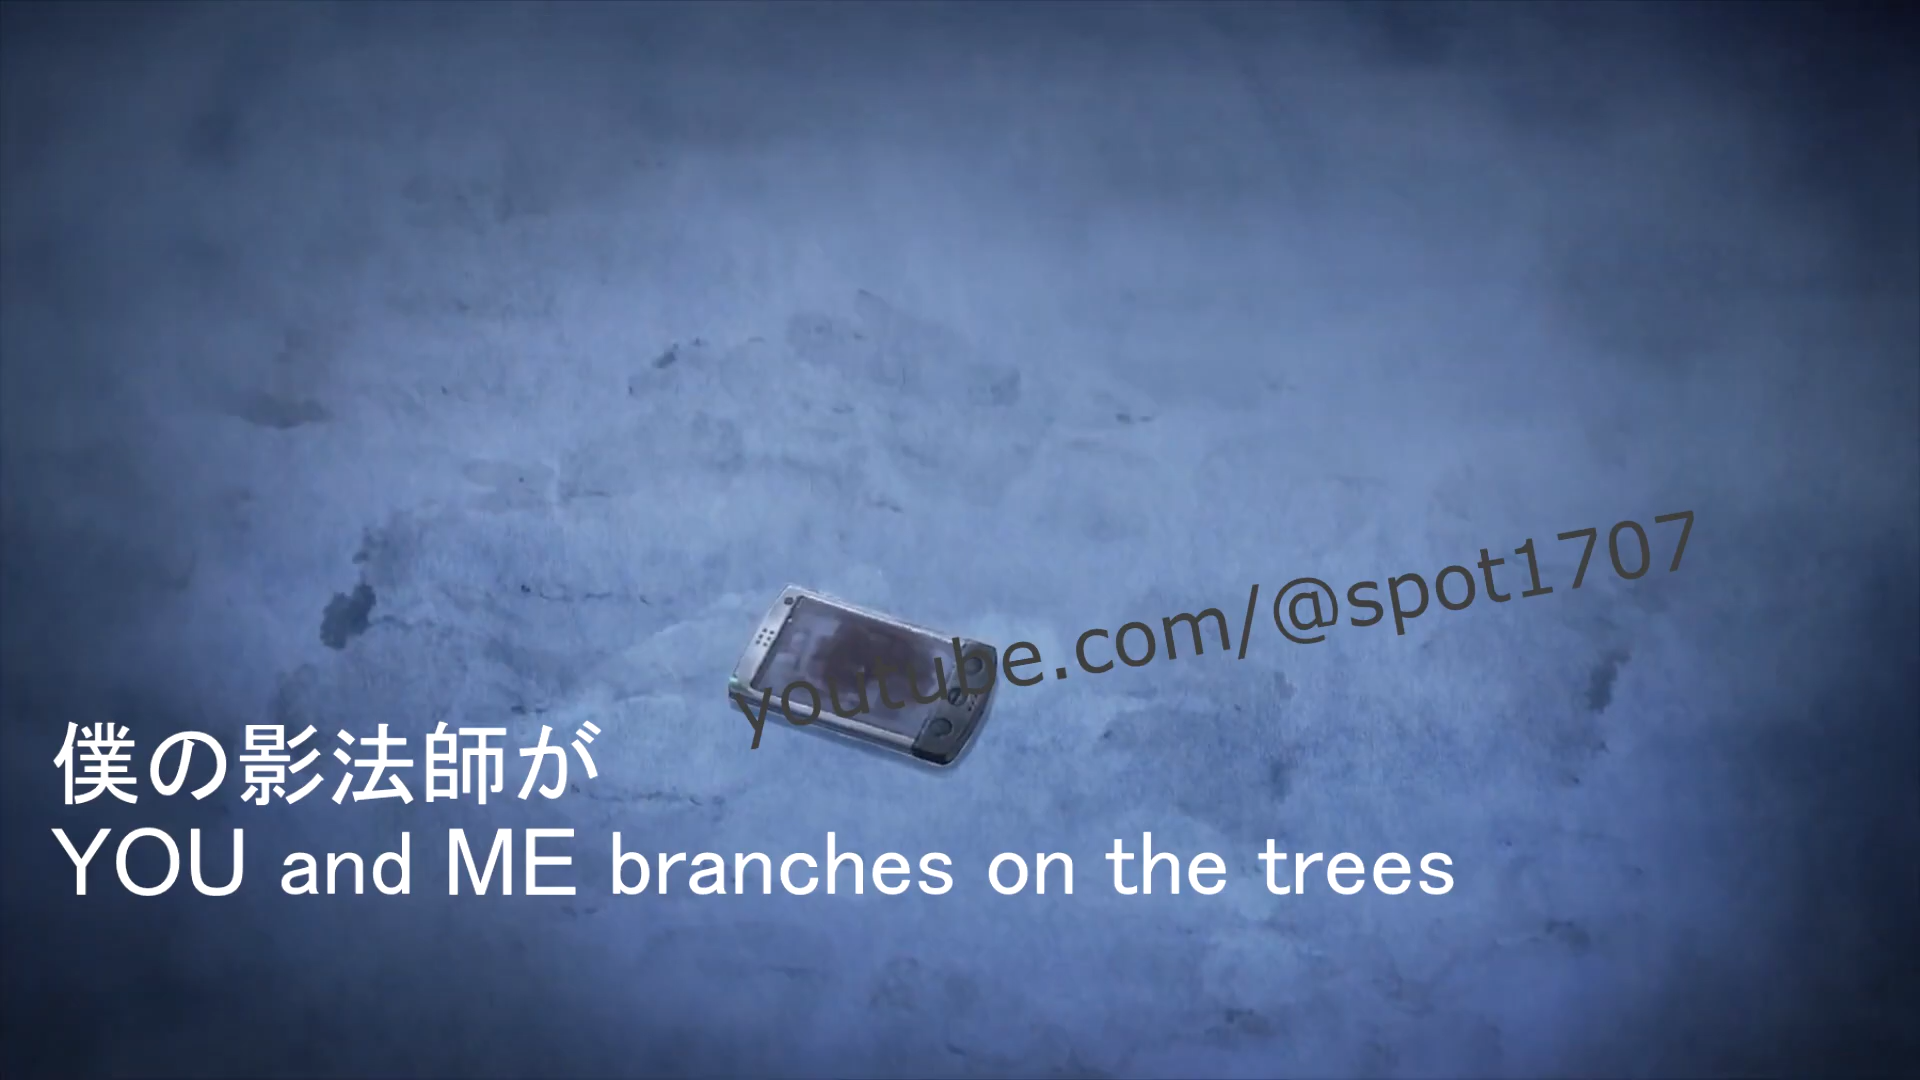 youtube.com/@spot1707
僕の影法師が
YOU and ME branches on the trees